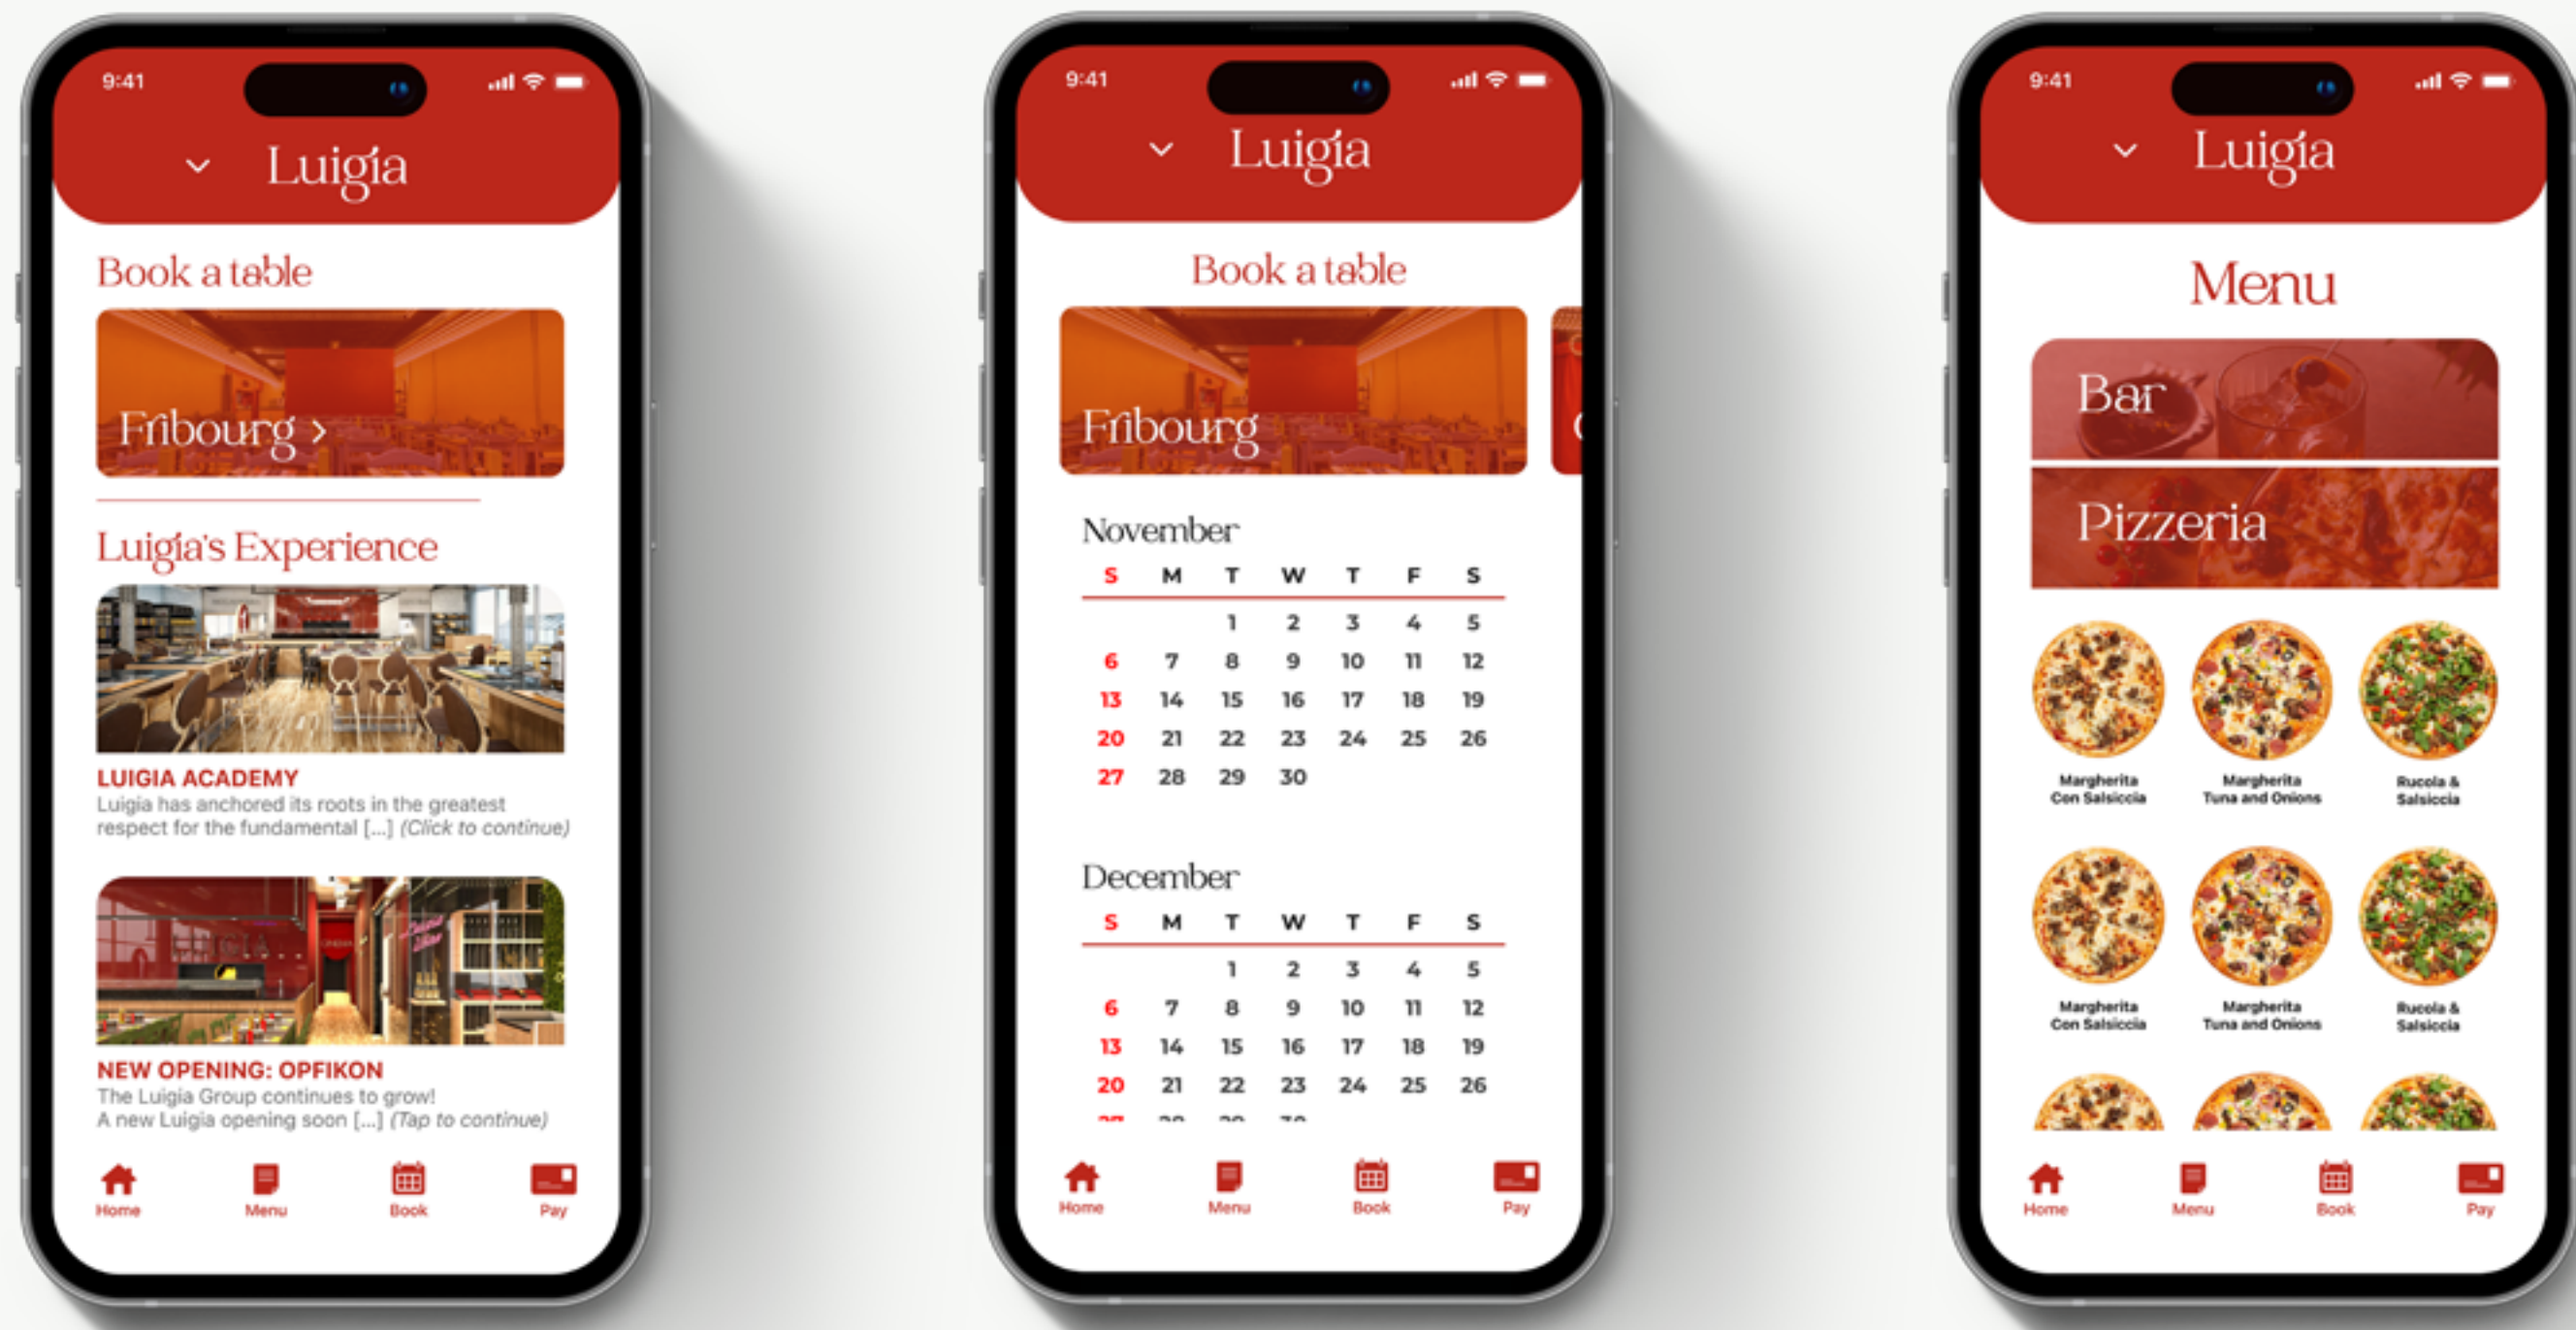 9:41
Luigia
Book a table
Fribourg >
Luigia's Experience
LUIGIA ACADEMY
Luigia has anchored its roots in the greatest
respect for the fundamental [...] (Click to continue)
LUIGIA
CINEMA
NEW OPENING: OPFIKON
The Luigia Group continues to grow!
A new Luigia opening soon [...] (Tap to continue)
Home Menu Book Pay
9:41
Luigia
Book a table
Fribourg
November
S M T W T F S
1 2 3 4 5
6 7 8 9 10 11 12
13 14 15 16 17 18 19
20 21 22 23 24 25 26
27 28 29 30
December
S M T W T F S
1 2 3 4 5
6 7 8 9 10 11 12
13 14 15 16 17 18 19
20 21 22 23 24 25 26
27 28 29 30
Home Menu Book Pay
9:41
Luigia
Menu
Bar
Pizzeria
Margherita Margherita Rucola &
Con Salsiccia Tuna and Onions Salsiccia
Margherita Margherita Rucola &
Con Salsiccia Tuna and Onions Salsiccia
Home Menu Book Pay